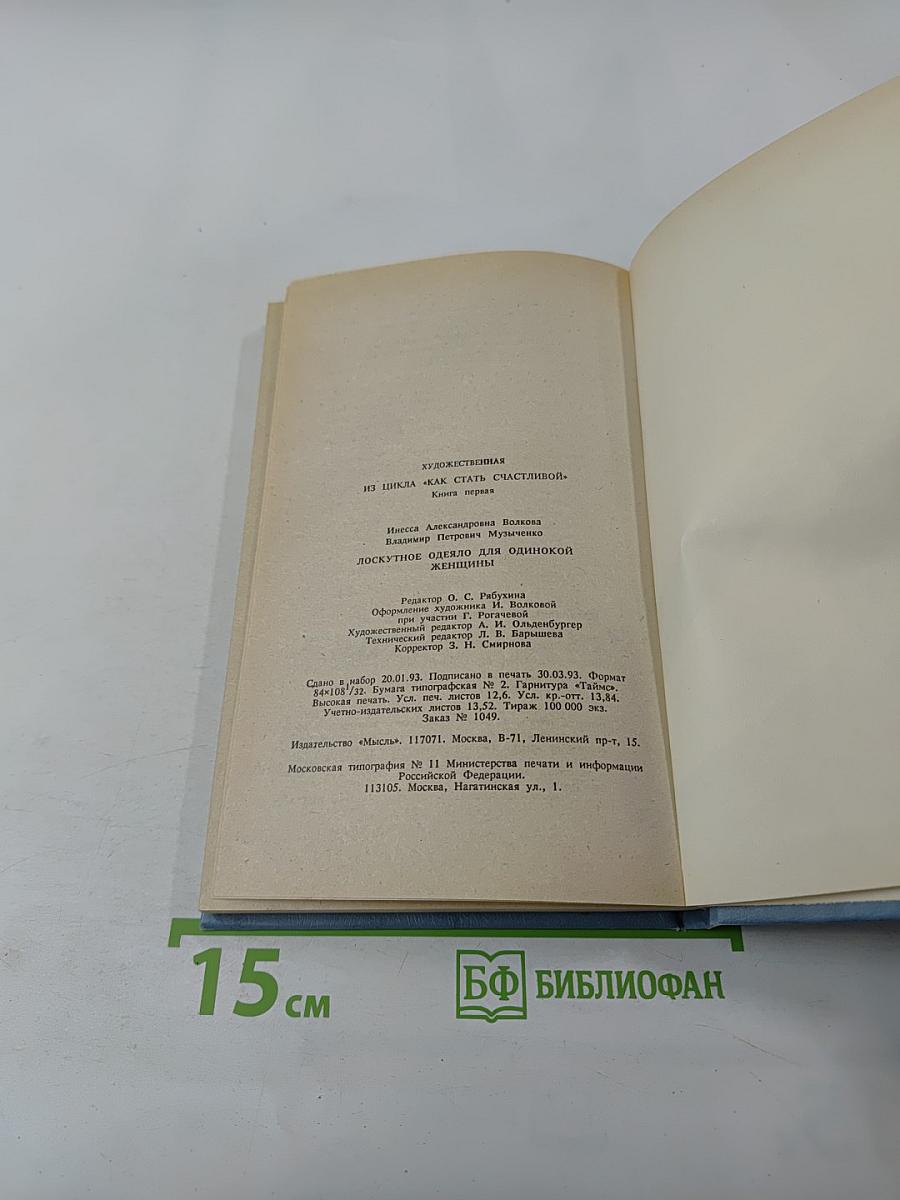 ХУДОЖЕСТВЕННАЯ
ИЗ ЦИКЛА «КАК СТАТЬ СЧАСТЛИВОЙ»
Книга первая
Инесса Александровна Волкова
Владимир Петрович Музыченко
ЛОСКУТНОЕ ОДЕЯЛО ДЛЯ ОДИНОКОЙ
ЖЕНЩИНЫ
Редактор О. С. Рябухина
Оформление художника И. Волковой
при участии Г. Рогачевой
Художественный редактор А. И. Ольденбургер
Технический редактор Л. В. Барышева
Корректор З. Н. Смирнова
Сдано в набор 20.01.93. Подписано в печать 30.03.93. Формат
84×108 1/32. Бумага типографская № 2. Гарнитура «Таймс».
Высокая печать. Усл. печ. листов 12,6. Усл. кр.-отт. 13,84.
Учетно-издательских листов 13,52. Тираж 100 000 экз.
Заказ № 1049.
Издательство «Мысль». 117071. Москва, В-71, Ленинский пр-т, 15.
Московская типография № 11 Министерства печати и информации
Российской Федерации.
113105. Москва, Нагатинская ул., 1.
15 см
БФ БИБЛИОФАН